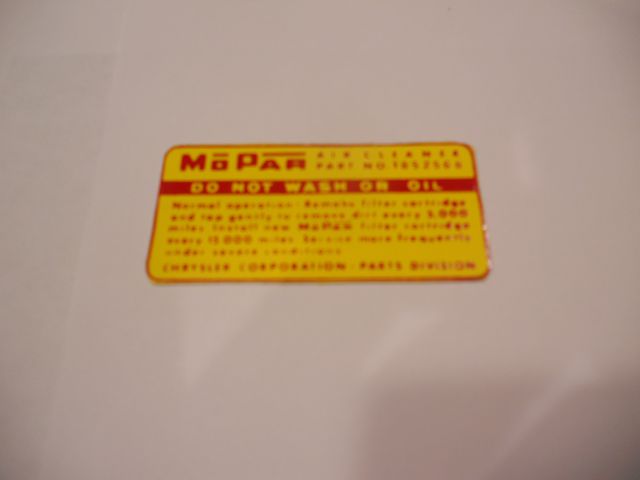 MoPar AIR CLEANER
PART NO. 1852566
DO NOT WASH OR OIL
Normal operation: Remove filter cartridge
and tap gently to remove dirt every 5,000
miles. Install new MoPar filter cartridge
every 15,000 miles. Service more frequently
under severe conditions.
CHRYSLER CORPORATION - PARTS DIVISION